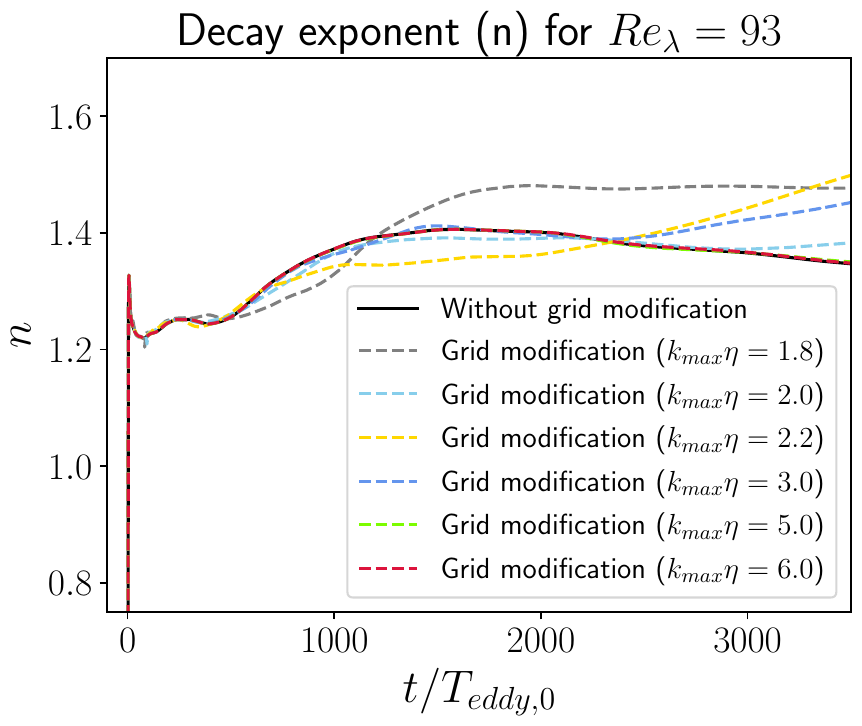 Decay exponent (n) for $Re_\lambda = 93$
1.6
1.4
1.2
1.0
0.8
n
Without grid modification
Grid modification ($k_{max}\eta = 1.8$)
Grid modification ($k_{max}\eta = 2.0$)
Grid modification ($k_{max}\eta = 2.2$)
Grid modification ($k_{max}\eta = 3.0$)
Grid modification ($k_{max}\eta = 5.0$)
Grid modification ($k_{max}\eta = 6.0$)
0 1000 2000 3000
$t/T_{eddy,0}$